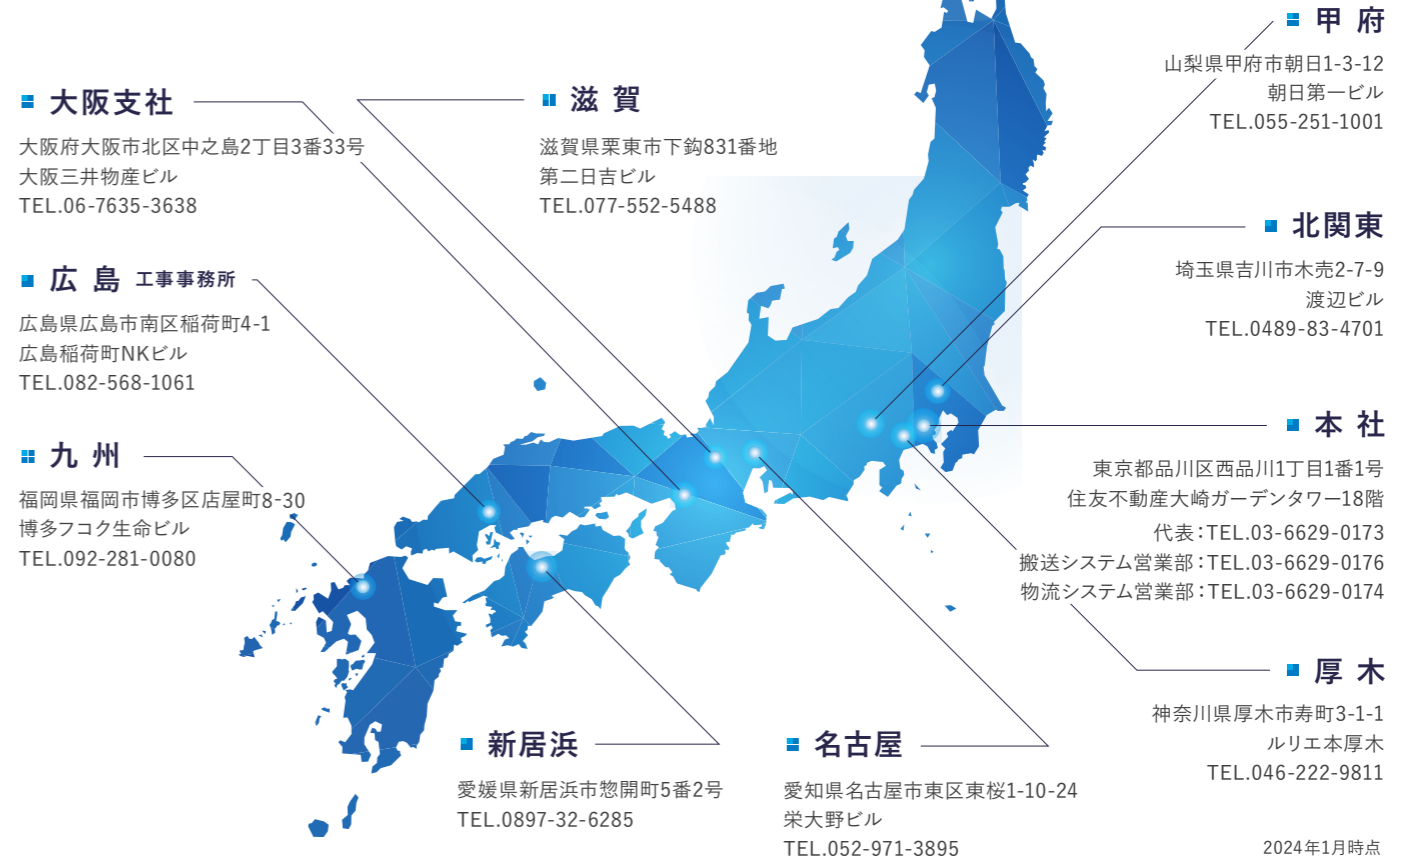 大阪支社
大阪府大阪市北区中之島2丁目3番33号
大阪三井物産ビル
TEL.06-7635-3638
広 島 工事事務所
広島県広島市南区稲荷町4-1
広島稲荷町NKビル
TEL.082-568-1061
九 州
福岡県福岡市博多区店屋町8-30
博多フコク生命ビル
TEL.092-281-0080
滋 賀
滋賀県栗東市下鈎831番地
第二日吉ビル
TEL.077-552-5488
新居浜
愛媛県新居浜市惣開町5番2号
TEL.0897-32-6285
名古屋
愛知県名古屋市東区東桜1-10-24
栄大野ビル
TEL.052-971-3895
甲 府
山梨県甲府市朝日1-3-12
朝日第一ビル
TEL.055-251-1001
北関東
埼玉県吉川市木売2-7-9
渡辺ビル
TEL.0489-83-4701
本 社
東京都品川区西品川1丁目1番1号
住友不動産大崎ガーデンタワー18階
代表：TEL.03-6629-0173
搬送システム営業部：TEL.03-6629-0176
物流システム営業部：TEL.03-6629-0174
厚 木
神奈川県厚木市寿町3-1-1
ルリエ本厚木
TEL.046-222-9811
2024年1月時点